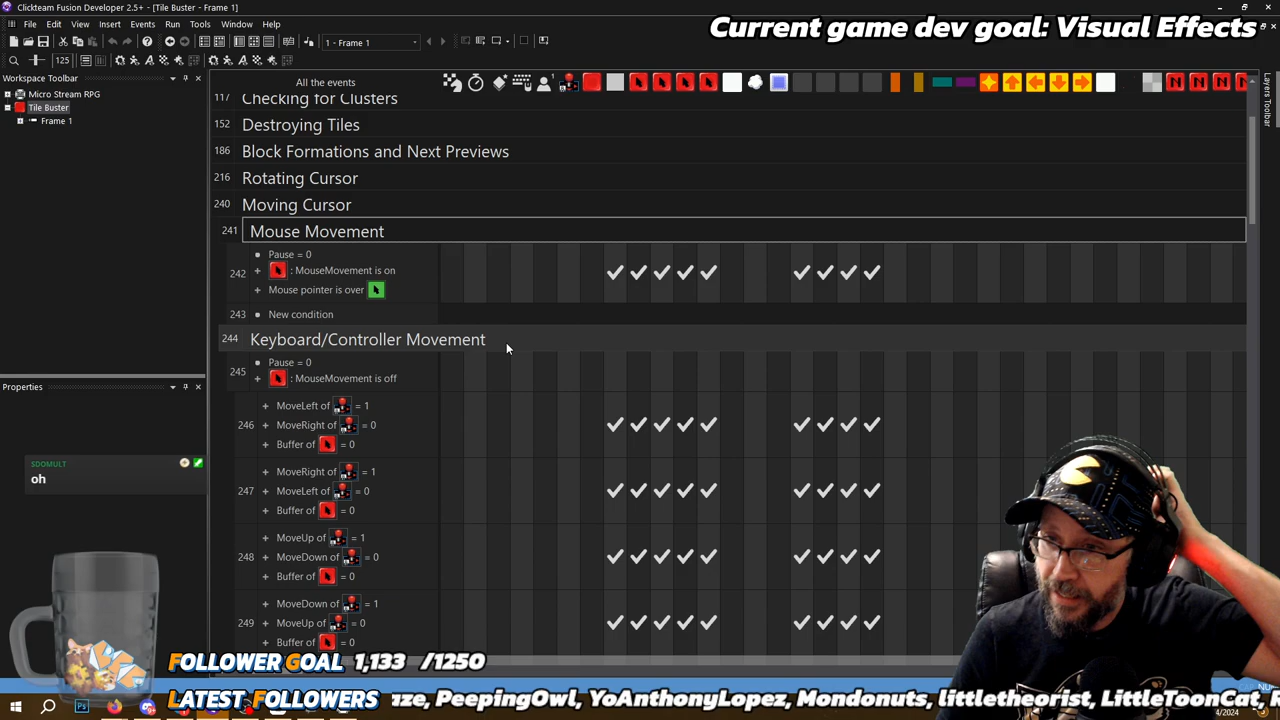 Clickteam Fusion Developer 2.5+ - [Tile Buster - Frame 1]
Current game dev goal: Visual Effects
File Edit View Insert Events Run Tools Window Help
1 - Frame 1
123
Workspace Toolbar
All the events
Layers Toolbar
Micro Stream RPG
Tile Buster
Frame 1
117 Checking for Clusters
152 Destroying Tiles
186 Block Formations and Next Previews
216 Rotating Cursor
240 Moving Cursor
241 Mouse Movement
242
Pause = 0
: MouseMovement is on
Mouse pointer is over
243 New condition
244 Keyboard/Controller Movement
245
Pause = 0
: MouseMovement is off
246
MoveLeft of = 1
MoveRight of = 0
Buffer of = 0
247
MoveRight of = 1
MoveLeft of = 0
Buffer of = 0
248
MoveUp of = 1
MoveDown of = 0
Buffer of = 0
249
MoveDown of = 1
MoveUp of = 0
Buffer of = 0
Properties
SDOMULT
oh
Follower Goal 1,133 /1250
Latest Followers
PeepingOwl, YoAnthonyLopez, Mondonuts, littletheorist, LittleToonCat,